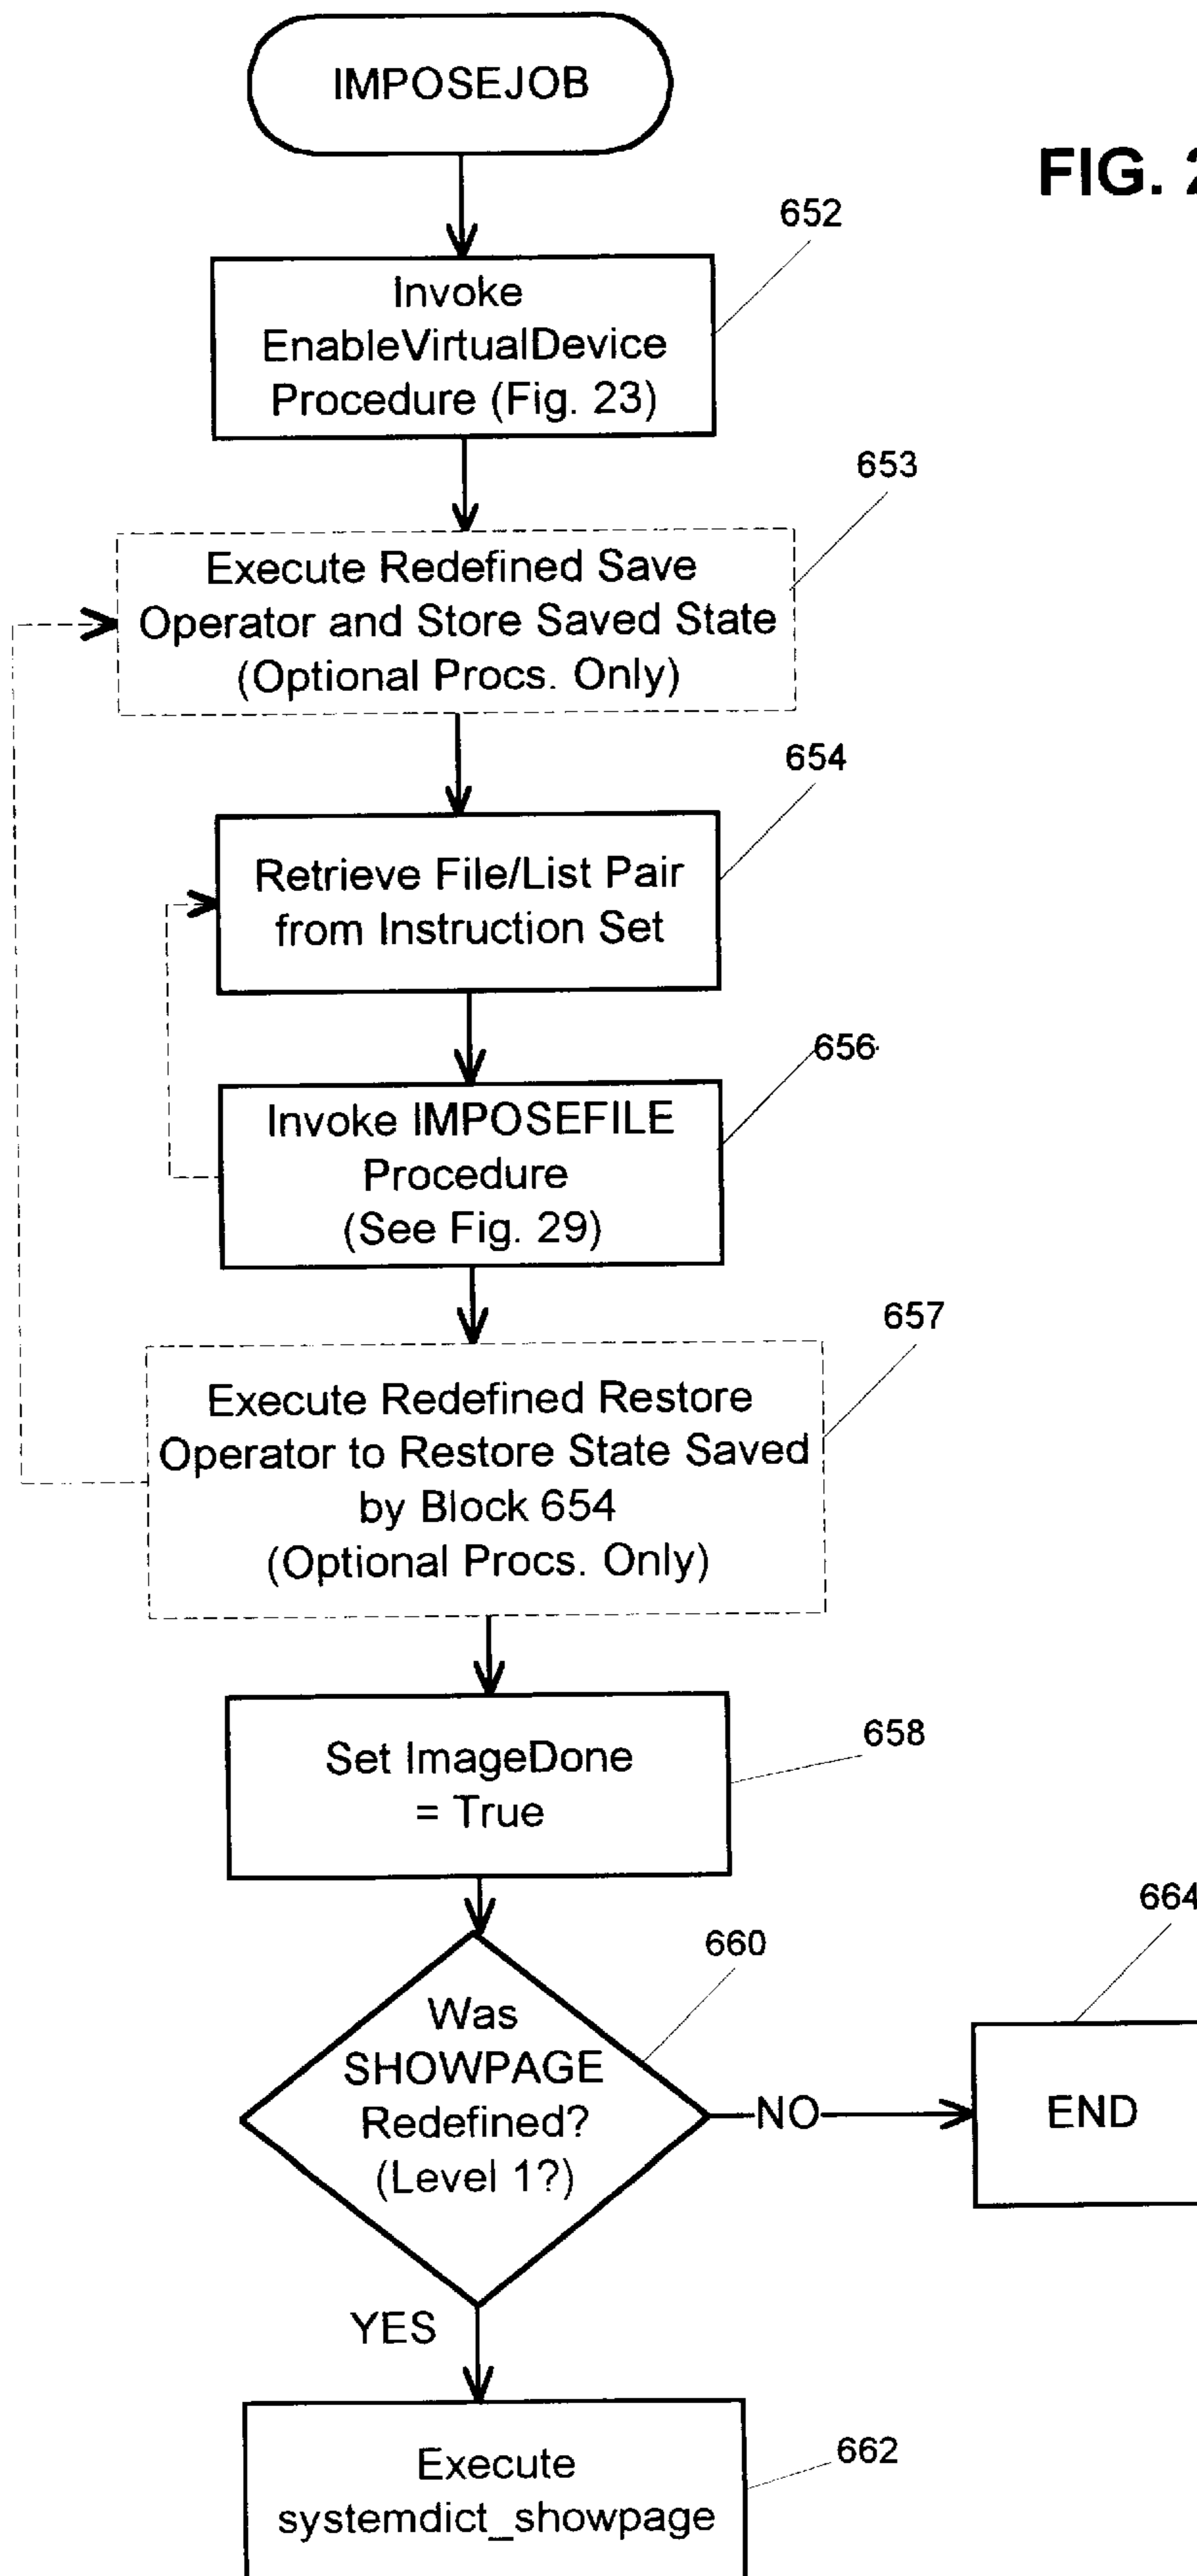 IMPOSEJOB
FIG. 2
652
Invoke
EnableVirtualDevice
Procedure (Fig. 23)
653
Execute Redefined Save
Operator and Store Saved State
(Optional Procs. Only)
654
Retrieve File/List Pair
from Instruction Set
656
Invoke IMPOSEFILE
Procedure
(See Fig. 29)
657
Execute Redefined Restore
Operator to Restore State Saved
by Block 654
(Optional Procs. Only)
658
Set ImageDone
= True
660
Was
SHOWPAGE
Redefined?
(Level 1?)
NO
664
END
YES
662
Execute
systemdict_showpage